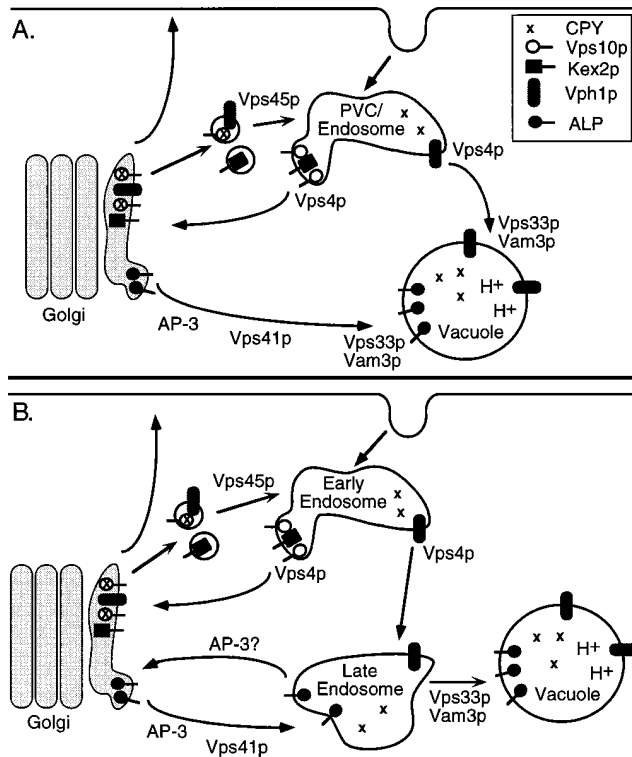 A.
x CPY
Vps10p
Kex2p
Vph1p
ALP
Vps45p
PVC/
Endosome
x
x
Vps4p
Vps4p
x
x
Golgi
AP-3
Vps41p
Vps33p
Vam3p
Vps33p
Vam3p
x x
x
H+
H+
Vacuole
B.
Vps45p
Early
Endosome
x
x
Vps4p
Vps4p
x
x
Golgi
AP-3?
AP-3
Vps41p
Late
Endosome
x
x
Vps33p
Vam3p
x x
x
H+
H+
Vacuole